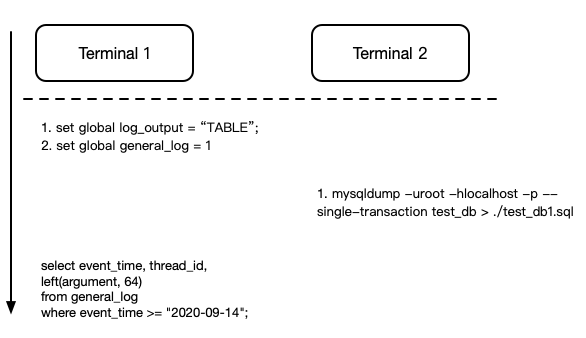 Terminal 1
Terminal 2
1. set global log_output = “TABLE”;
2. set global general_log = 1
1. mysqldump -uroot -hlocalhost -p --
single-transaction test_db > ./test_db1.sql
select event_time, thread_id,
left(argument, 64)
from general_log
where event_time >= "2020-09-14";